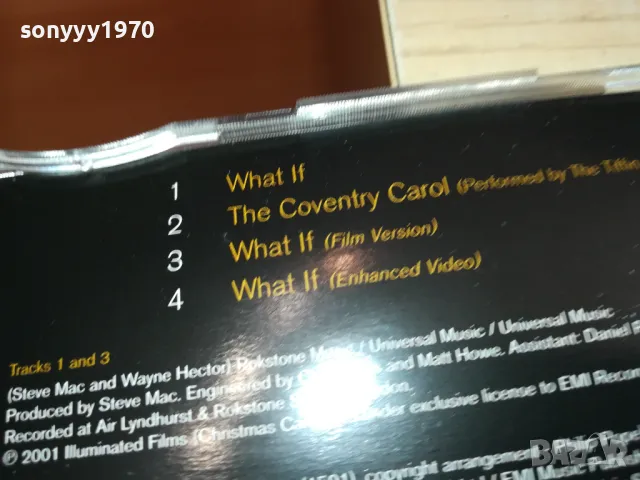 sonyyy1970
1 What If
2 The Coventry Carol (Performed by The
3 What If (Film Version)
4 What If (Enhanced Video)
Tracks 1 and 3
(Steve Mac and Wayne Hector) Rokstone / Universal Music / Universal Music
Produced by Steve Mac. Engineered by and Matt Howe. Assistant: Daniel
Recorded at Air Lyndhurst & Rokstone
℗ 2001 Illuminated Films (Christmas exclusive license to EMI
copyright
EMI Music
BAZAR